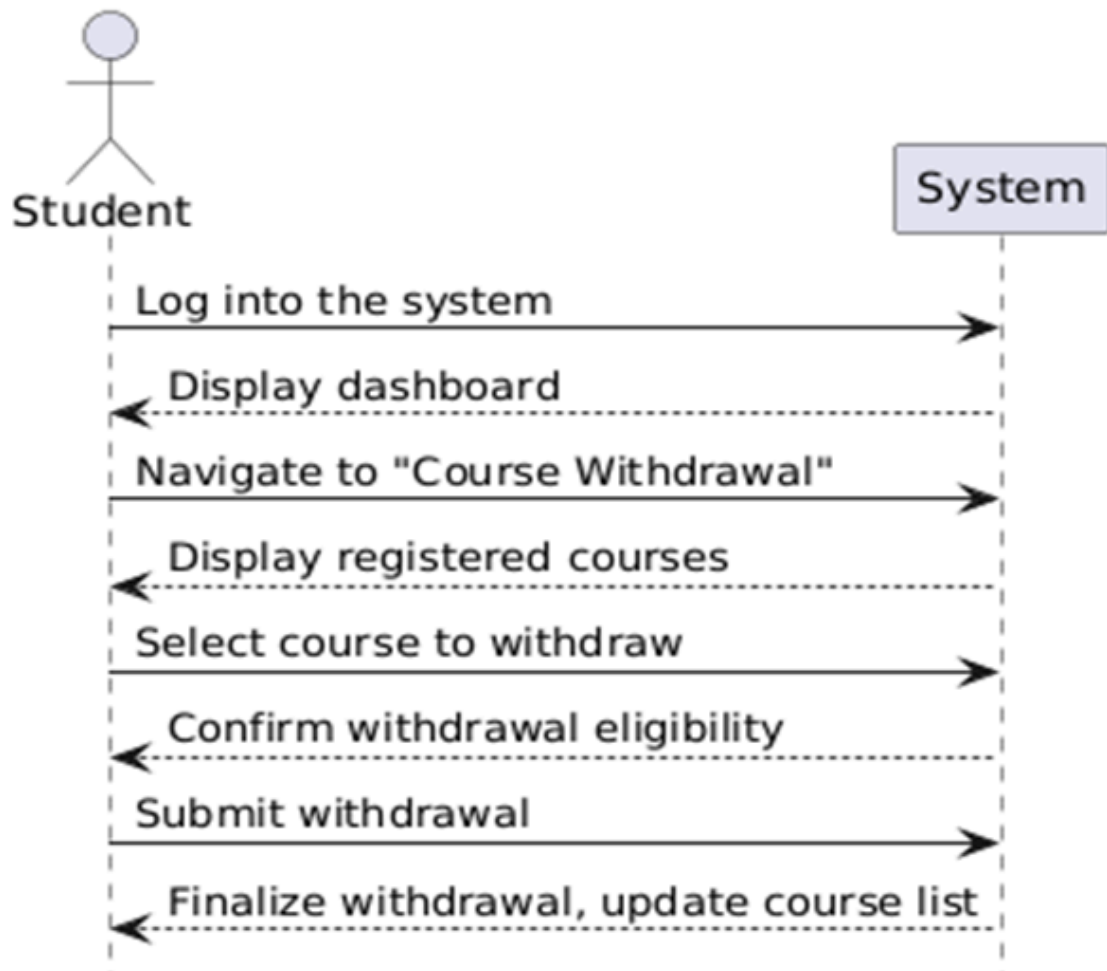 Student
System
Log into the system
Display dashboard
Navigate to "Course Withdrawal"
Display registered courses
Select course to withdraw
Confirm withdrawal eligibility
Submit withdrawal
Finalize withdrawal, update course list